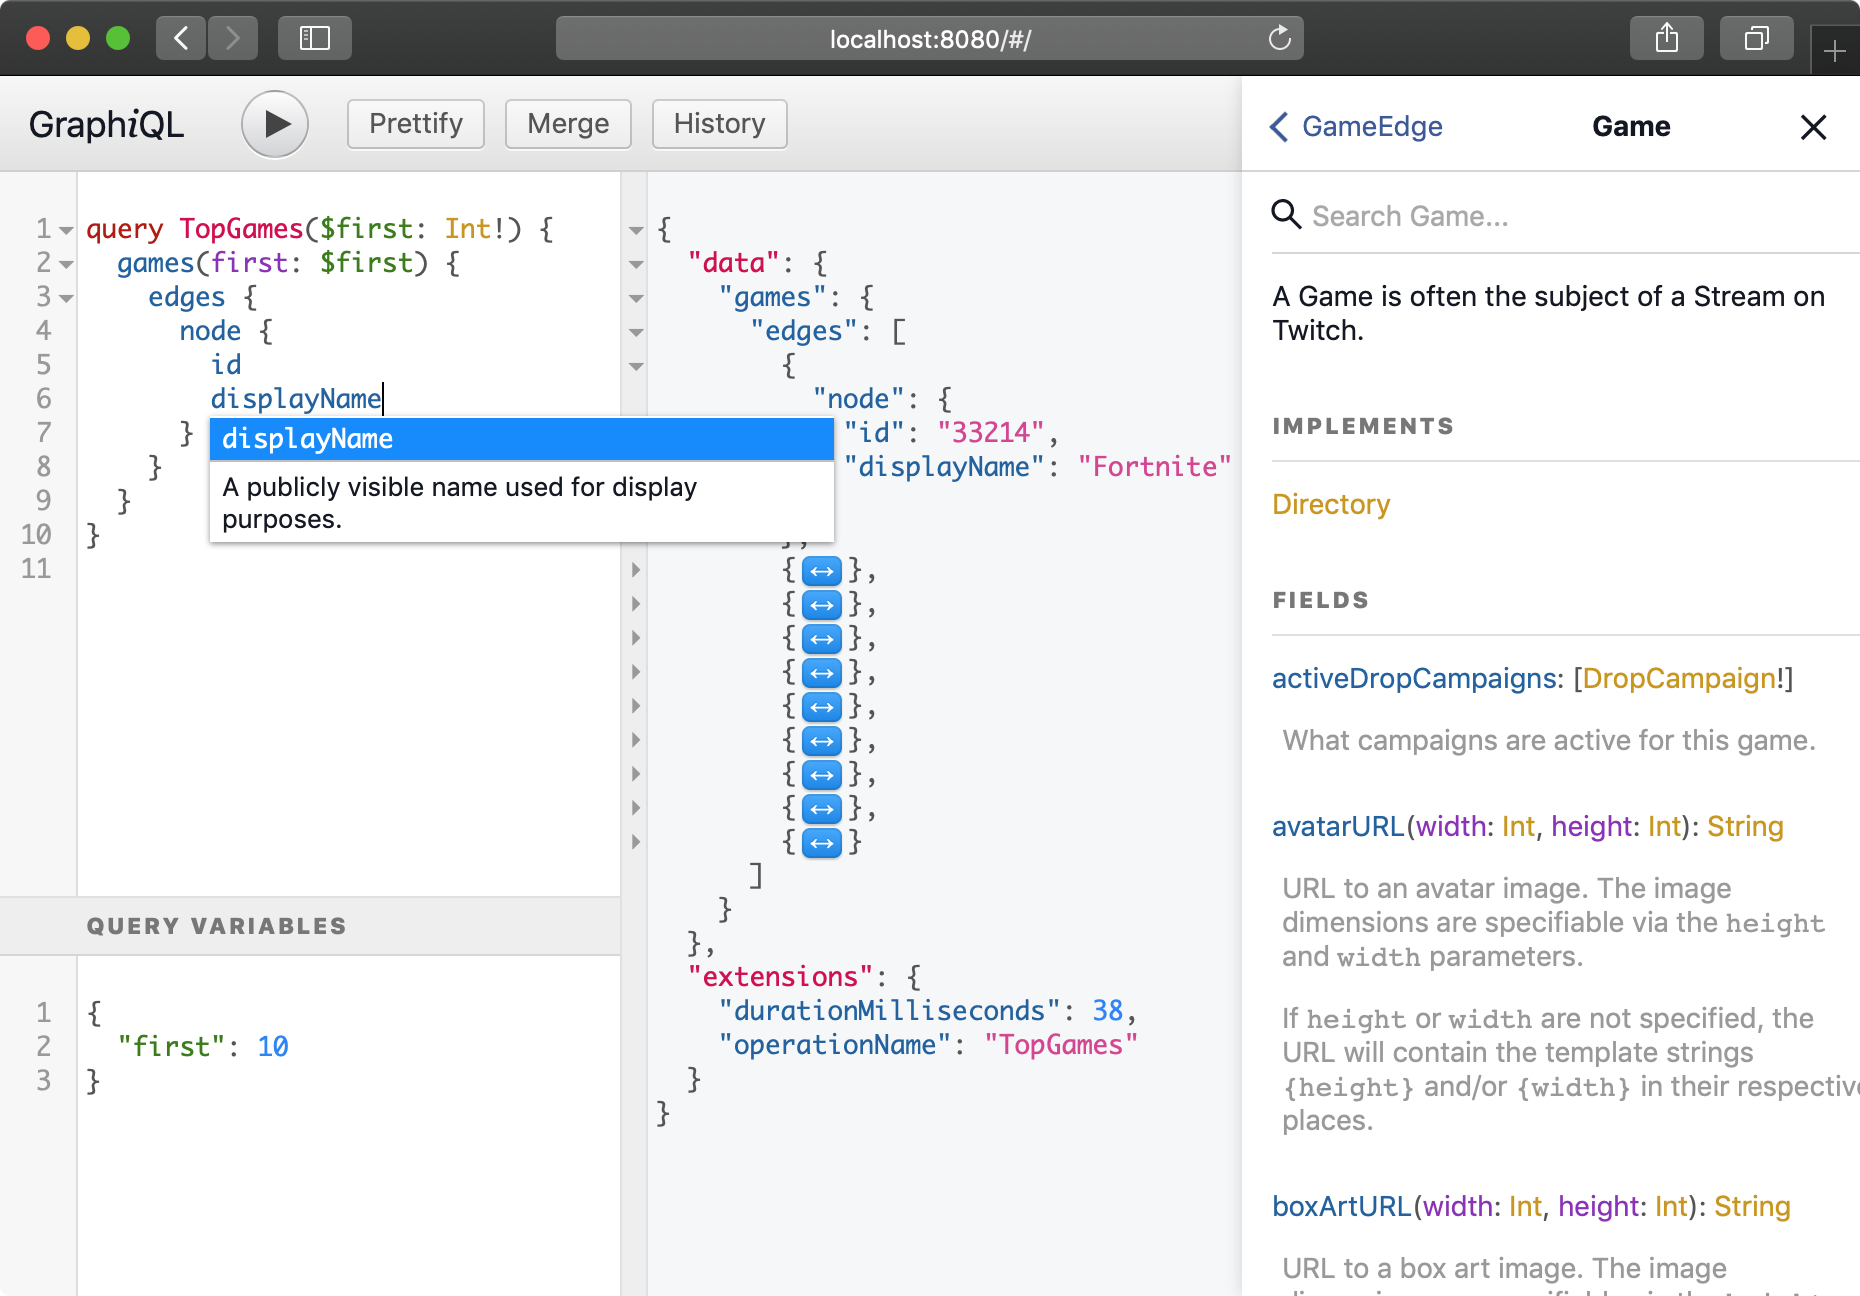 localhost:8080/#/
GraphiQL
Prettify
Merge
History
1 query TopGames($first: Int!) {
2 games(first: $first) {
3 edges {
4 node {
5 id
6 displayName
7 }
8 }
9 }
10 }
11
displayName
A publicly visible name used for display
purposes.
QUERY VARIABLES
1 {
2 "first": 10
3 }
{
"data": {
"games": {
"edges": [
{
"node": {
"id": "33214",
"displayName": "Fortnite"
},
{↔},
{↔},
{↔},
{↔},
{↔},
{↔},
{↔},
{↔},
{↔}
]
}
},
"extensions": {
"durationMilliseconds": 38,
"operationName": "TopGames"
}
}
GameEdge
Game
Search Game...
A Game is often the subject of a Stream on
Twitch.
IMPLEMENTS
Directory
FIELDS
activeDropCampaigns: [DropCampaign!]
What campaigns are active for this game.
avatarURL(width: Int, height: Int): String
URL to an avatar image. The image
dimensions are specifiable via the height
and width parameters.
If height or width are not specified, the
URL will contain the template strings
{height} and/or {width} in their respective
places.
boxArtURL(width: Int, height: Int): String
URL to a box art image. The image